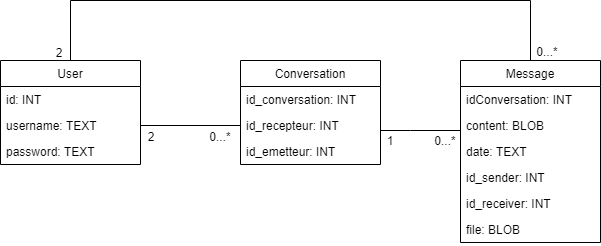 2
0...*
User
id: INT
username: TEXT
password: TEXT
2
0...*
Conversation
id_conversation: INT
id_recepteur: INT
id_emetteur: INT
1
0...*
Message
idConversation: INT
content: BLOB
date: TEXT
id_sender: INT
id_receiver: INT
file: BLOB